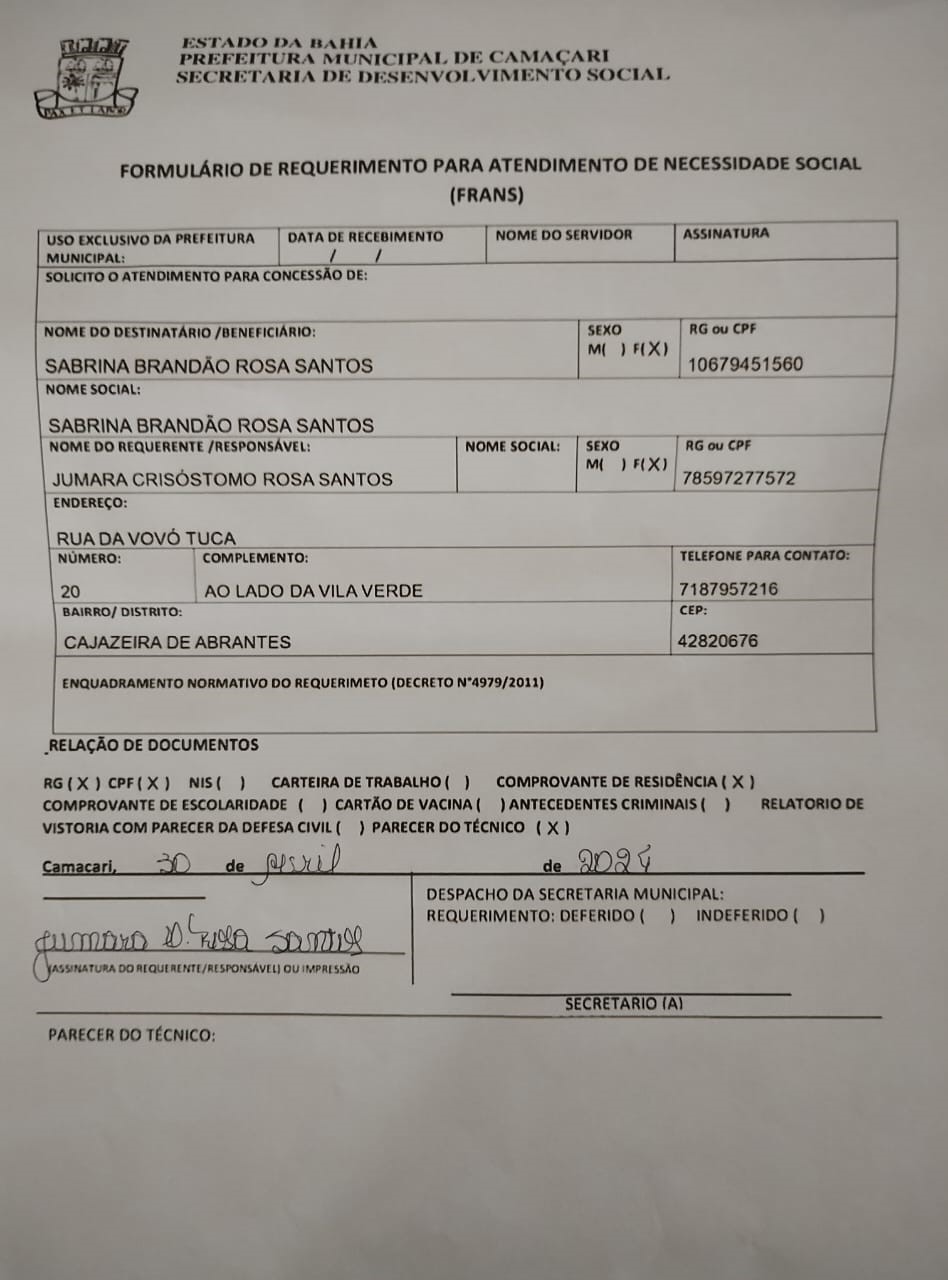 ESTADO DA BAHIA
PREFEITURA MUNICIPAL DE CAMAÇARI
SECRETARIA DE DESENVOLVIMENTO SOCIAL
FORMULÁRIO DE REQUERIMENTO PARA ATENDIMENTO DE NECESSIDADE SOCIAL
(FRANS)
USO EXCLUSIVO DA PREFEITURA MUNICIPAL:
DATA DE RECEBIMENTO
/ /
NOME DO SERVIDOR
ASSINATURA
SOLICITO O ATENDIMENTO PARA CONCESSÃO DE:
NOME DO DESTINATÁRIO /BENEFICIÁRIO:
SABRINA BRANDÃO ROSA SANTOS
SEXO
M( ) F(X)
RG ou CPF
10679451560
NOME SOCIAL:
SABRINA BRANDÃO ROSA SANTOS
NOME DO REQUERENTE /RESPONSÁVEL:
JUMARA CRISÓSTOMO ROSA SANTOS
NOME SOCIAL:
SEXO
M( ) F(X)
RG ou CPF
78597277572
ENDEREÇO:
RUA DA VOVÓ TUCA
NÚMERO:
20
COMPLEMENTO:
AO LADO DA VILA VERDE
TELEFONE PARA CONTATO:
7187957216
BAIRRO/ DISTRITO:
CAJAZEIRA DE ABRANTES
CEP:
42820676
ENQUADRAMENTO NORMATIVO DO REQUERIMETO (DECRETO N°4979/2011)
RELAÇÃO DE DOCUMENTOS
RG ( X ) CPF ( X ) NIS ( ) CARTEIRA DE TRABALHO ( ) COMPROVANTE DE RESIDÊNCIA ( X )
COMPROVANTE DE ESCOLARIDADE ( ) CARTÃO DE VACINA ( ) ANTECEDENTES CRIMINAIS ( ) RELATORIO DE
VISTORIA COM PARECER DA DEFESA CIVIL ( ) PARECER DO TÉCNICO ( X )
Camacari, 30 de abril de 2024
DESPACHO DA SECRETARIA MUNICIPAL:
REQUERIMENTO: DEFERIDO ( ) INDEFERIDO ( )
Jumara Rosa Santos
(ASSINATURA DO REQUERENTE/RESPONSÁVEL) OU IMPRESSÃO
SECRETARIO (A)
PARECER DO TÉCNICO: